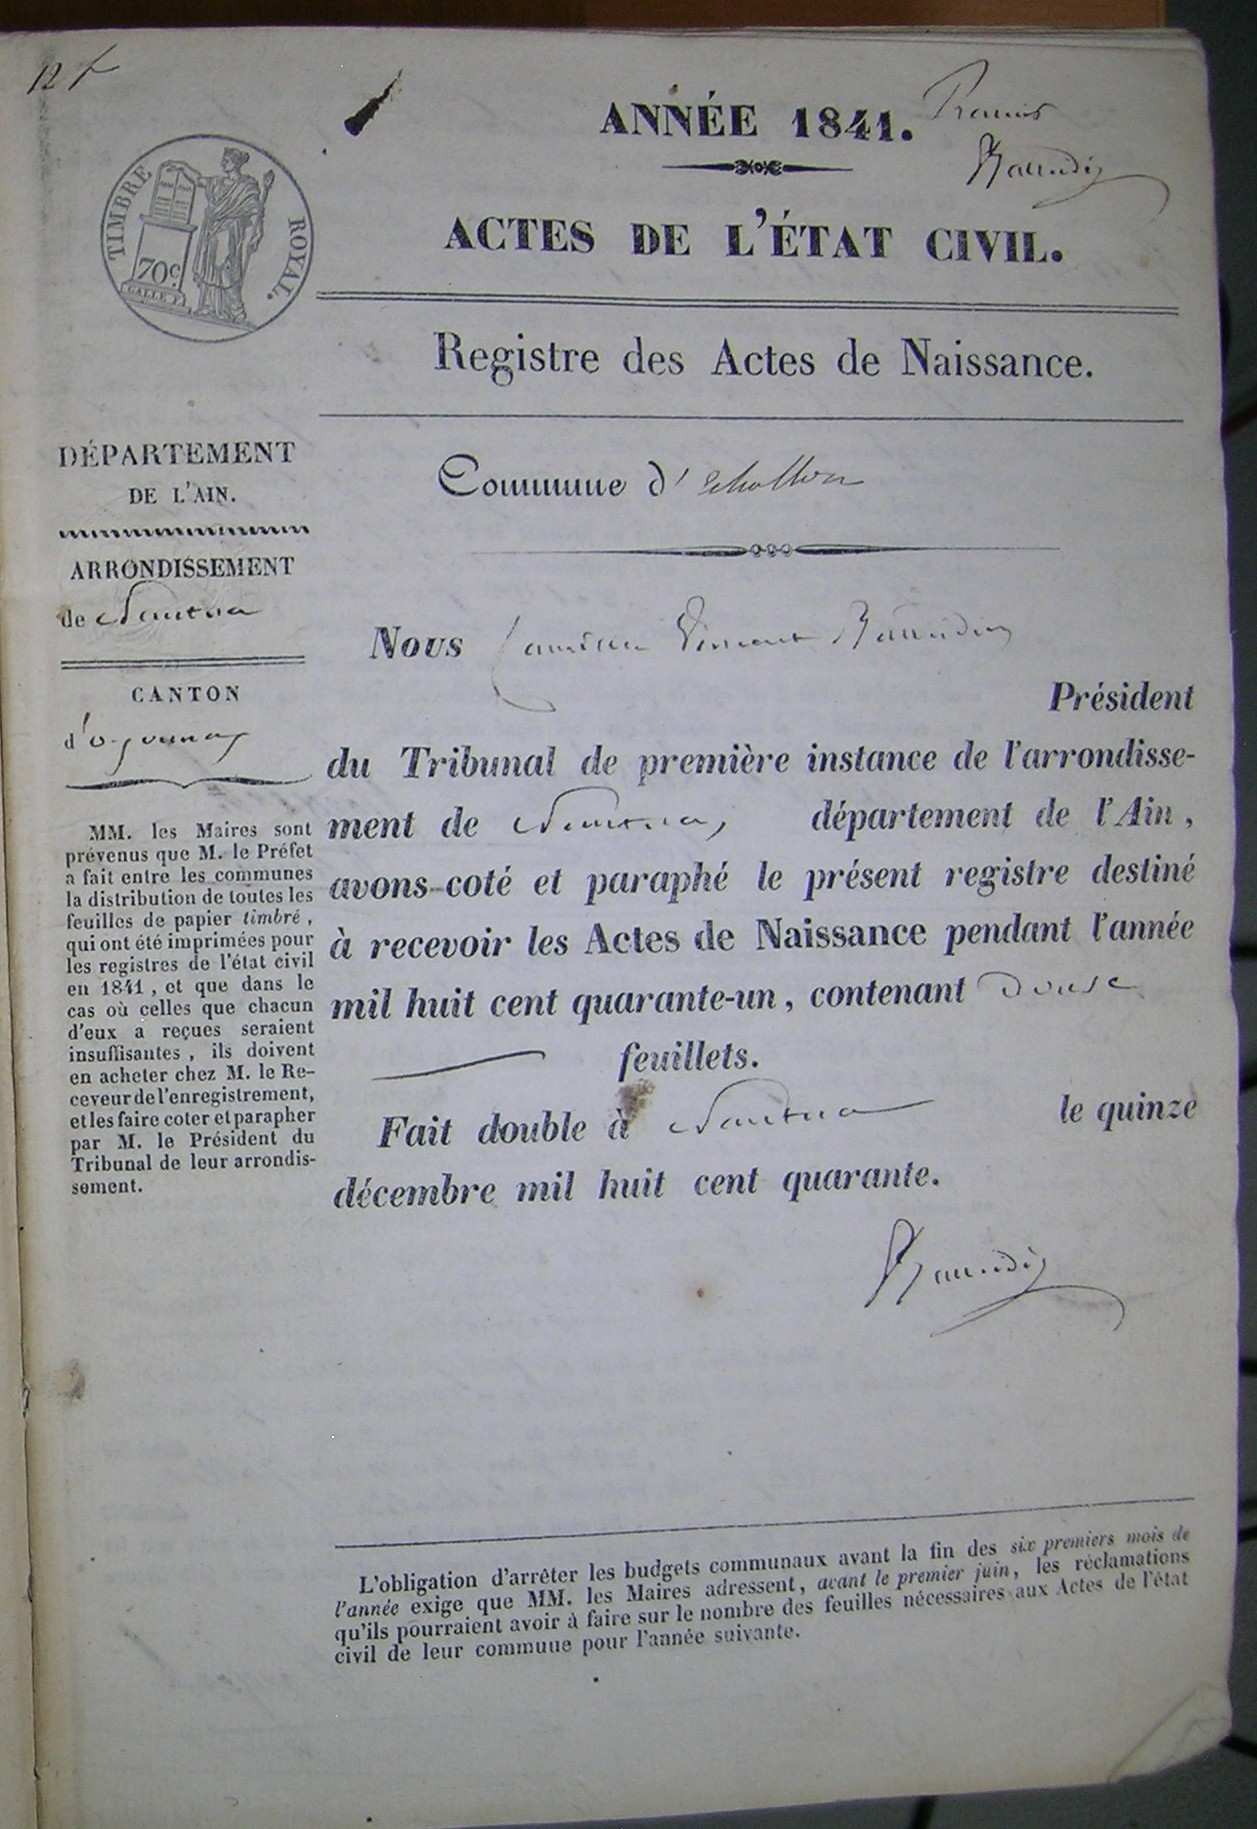 12 f
ANNÉE 1841.
ACTES DE L'ÉTAT CIVIL.
TIMBRE ROYAL.
70c
Registre des Actes de Naissance.
DÉPARTEMENT
DE L'AIN.
ARRONDISSEMENT
de Nantua
CANTON
d'oyonnax
MM. les Maires sont
prévenus que M. le Préfet
a fait entre les communes
la distribution de toutes les
feuilles de papier timbré,
qui ont été imprimées pour
les registres de l'état civil
en 1841, et que dans le
cas où celles que chacun
d'eux a reçues seraient
insuffisantes, ils doivent
en acheter chez M. le Re-
ceveur de l'enregistrement,
et les faire coter et parapher
par M. le Président du
Tribunal de leur arrondis-
sement.
Commune d'Echallon
Nous Vincent
Président
du Tribunal de première instance de l'arrondisse-
ment de Nantua, département de l'Ain,
avons coté et paraphé le présent registre destiné
à recevoir les Actes de Naissance pendant l'année
mil huit cent quarante-un, contenant Douse
feuillets.
Fait double à Nantua le quinze
décembre mil huit cent quarante.
L'obligation d'arrêter les budgets communaux avant la fin des six premiers mois de
l'année exige que MM. les Maires adressent, avant le premier juin, les réclamations
qu'ils pourraient avoir à faire sur le nombre des feuilles nécessaires aux Actes de l'état
civil de leur commune pour l'année suivante.